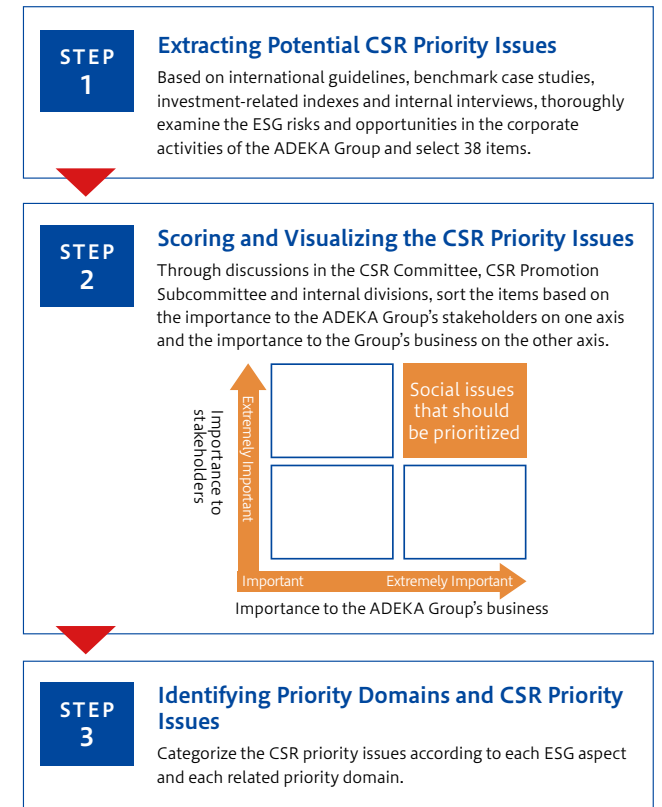 STEP
1
Extracting Potential CSR Priority Issues
Based on international guidelines, benchmark case studies,
investment-related indexes and internal interviews, thoroughly
examine the ESG risks and opportunities in the corporate
activities of the ADEKA Group and select 38 items.
STEP
2
Scoring and Visualizing the CSR Priority Issues
Through discussions in the CSR Committee, CSR Promotion
Subcommittee and internal divisions, sort the items based on
the importance to the ADEKA Group’s stakeholders on one axis
and the importance to the Group’s business on the other axis.
Importance to
stakeholders
Extremely Important
Social issues
that should
be prioritized
Important
Extremely Important
Importance to the ADEKA Group’s business
STEP
3
Identifying Priority Domains and CSR Priority
Issues
Categorize the CSR priority issues according to each ESG aspect
and each related priority domain.